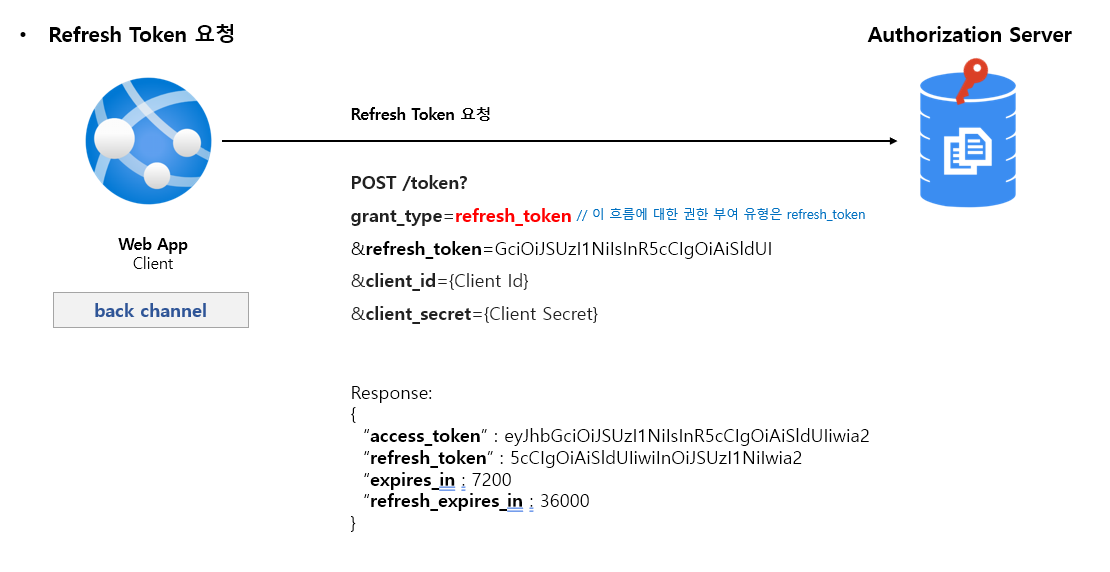 • Refresh Token 요청
Authorization Server
Refresh Token 요청
Web App
Client
back channel
POST /token?
grant_type=refresh_token // 이 흐름에 대한 권한 부여 유형은 refresh_token
&refresh_token=GciOiJSUzI1NiIsInR5cCIgOiAiSldUI
&client_id={Client Id}
&client_secret={Client Secret}
Response:
{
“access_token” : eyJhbGciOiJSUzI1NiIsInR5cCIgOiAiSldUIiwia2
“refresh_token” : 5cCIgOiAiSldUIiwiInOiJSUzI1NiIwia2
“expires_in : 7200
“refresh_expires_in : 36000
}